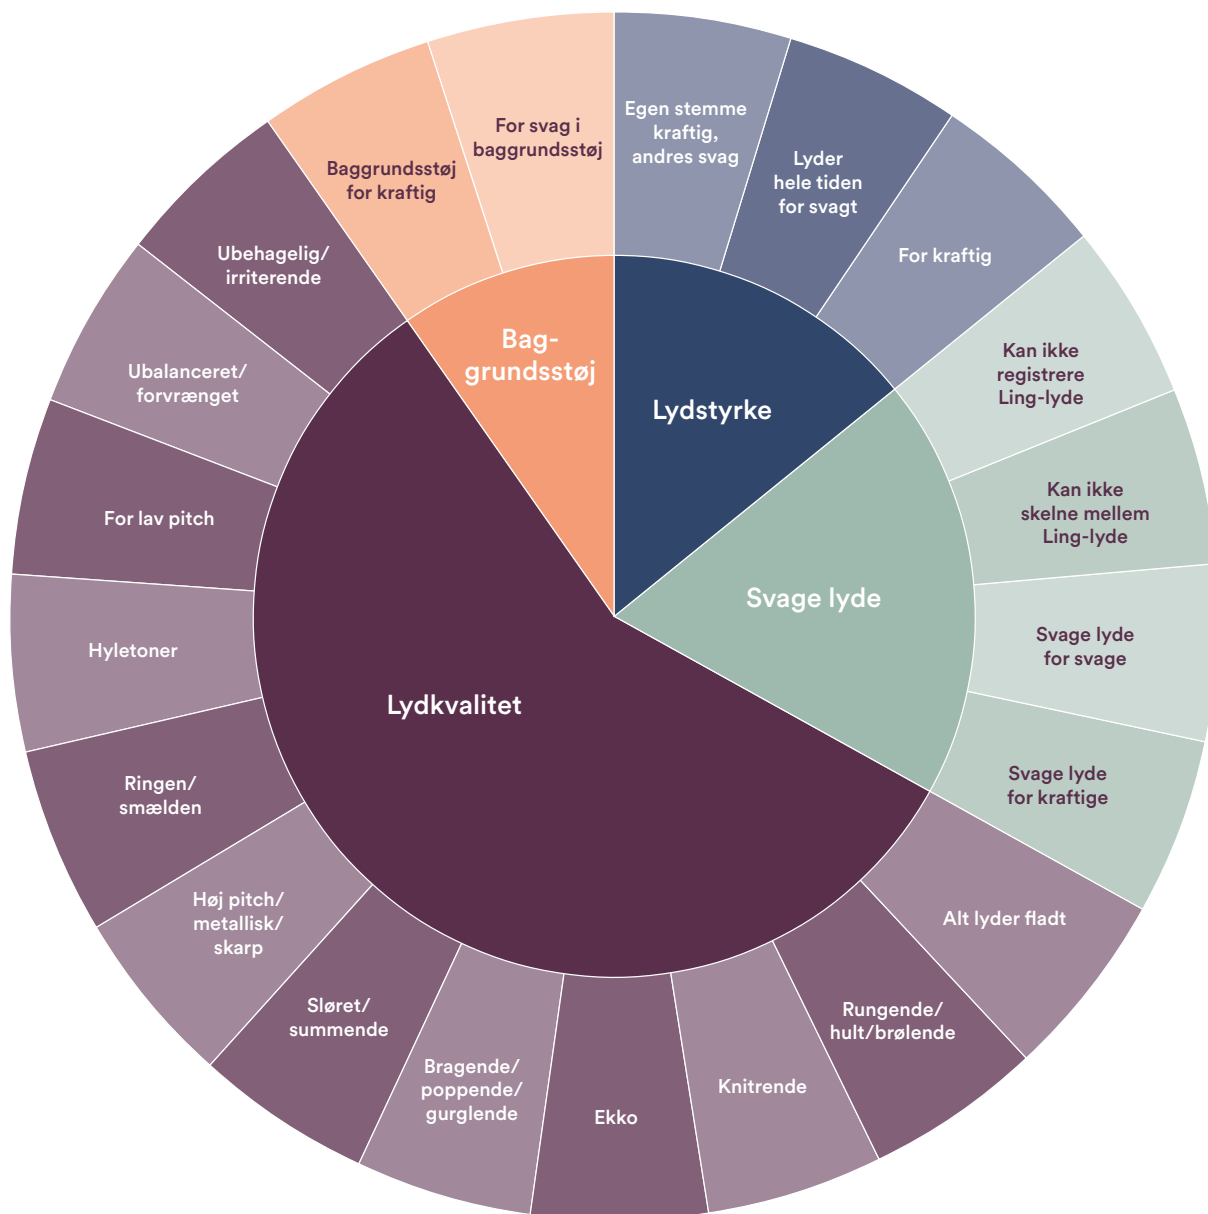 Egen stemme
kraftig,
andres svag
Lyder
hele tiden
for svagt
For kraftig
Kan ikke
registrere
Ling-lyde
Kan ikke
skelne mellem
Ling-lyde
Svage lyde
for svage
Svage lyde
for kraftige
Alt lyder fladt
Rungende/
hult/brølende
Knitrende
Ekko
Bragende/
poppende/
gurglende
Sløret/
summende
Høj pitch/
metallisk/
skarp
Ringen/
smælden
Hyletoner
For lav pitch
Ubalanceret/
forvrænget
Ubehagelig/
irriterende
Baggrundsstøj
for kraftig
For svag i
baggrundsstøj
Bag-
grundsstøj
Lydstyrke
Svage lyde
Lydkvalitet